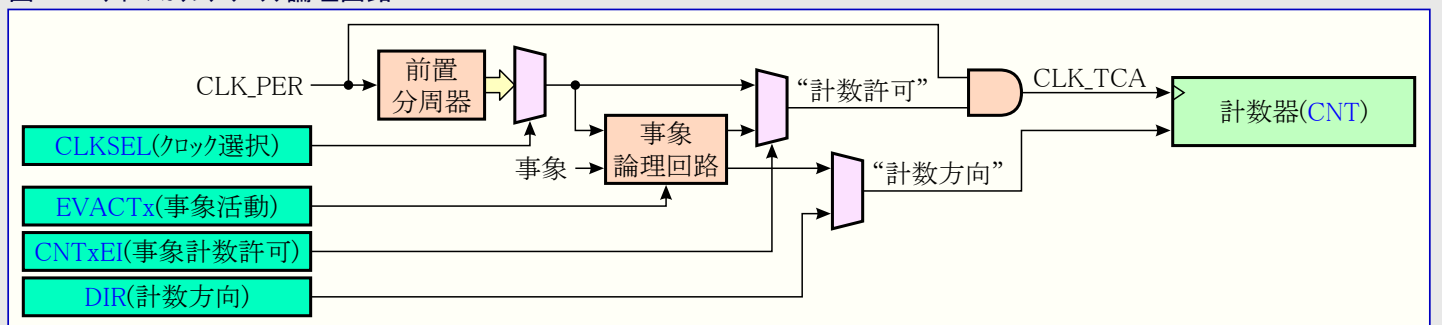 CLK_PER
前置
分周器
CLKSEL(クロック選択)
事象
事象
論理回路
EVACTx(事象活動)
CNTxEI(事象計数許可)
DIR(計数方向)
“計数許可”
“計数方向”
CLK_TCA
計数器(CNT)